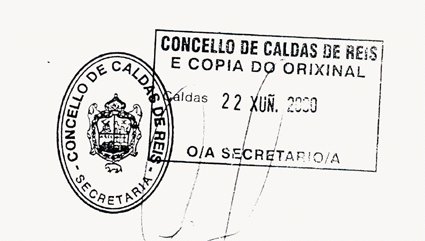 CONCELLO DE CALDAS DE REIS
- SECRETARIA -
CONCELLO DE CALDAS DE REIS
E COPIA DO ORIXINAL
Caldas 22 XUÑ. 2000
O/A SECRETARIO/A